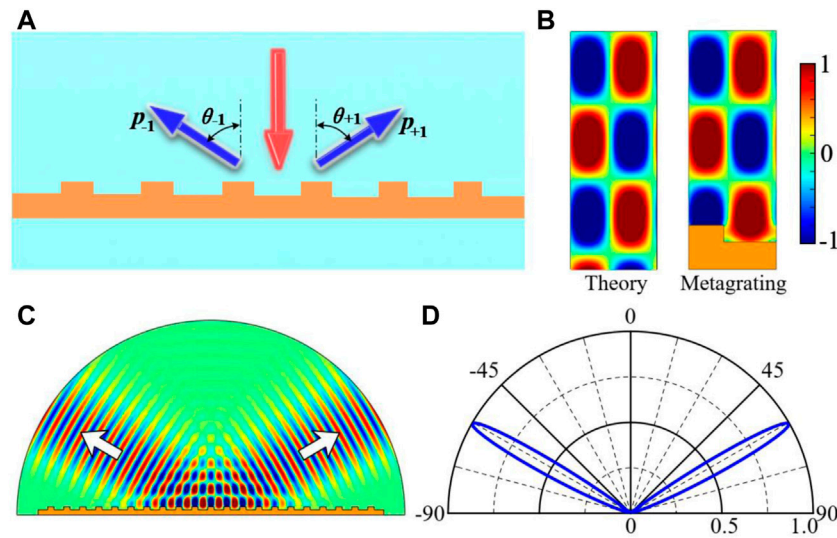 A
p-1
θ-1
θ+1
p+1
B
1
0
-1
Theory
Metagrating
C
D
0
-45
45
-90
0
0.5
1.0
90